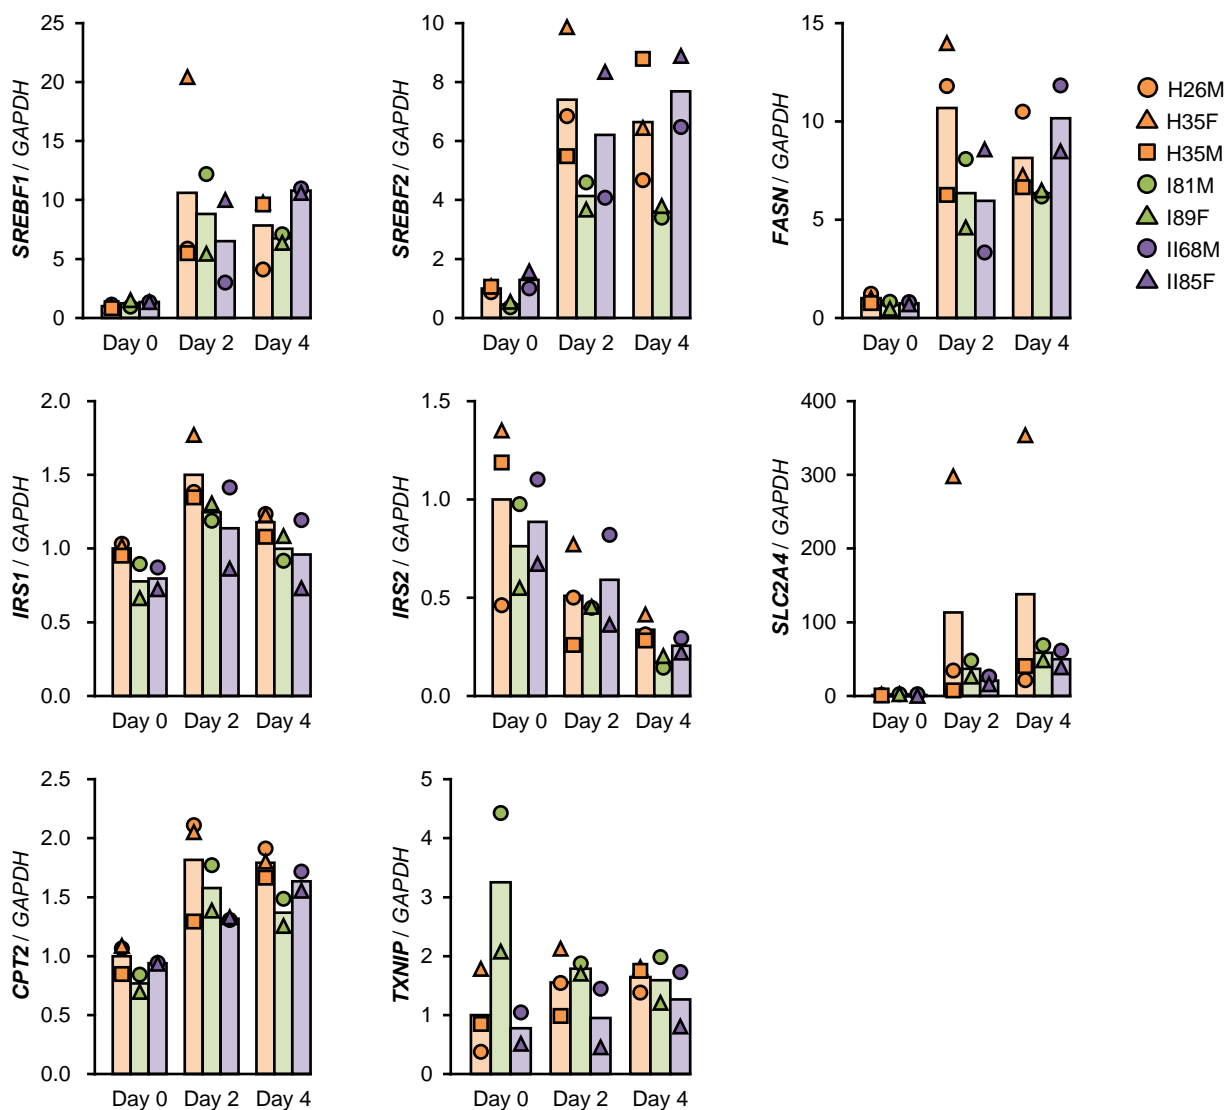 SREBF1 / GAPDH
25
20
15
10
5
0
Day 0 Day 2 Day 4
SREBF2 / GAPDH
10
8
6
4
2
0
Day 0 Day 2 Day 4
FASN / GAPDH
15
10
5
0
Day 0 Day 2 Day 4
H26M
H35F
H35M
I81M
I89F
II68M
II85F
IRS1 / GAPDH
2.0
1.5
1.0
0.5
0.0
Day 0 Day 2 Day 4
IRS2 / GAPDH
1.5
1.0
0.5
0.0
Day 0 Day 2 Day 4
SLC2A4 / GAPDH
400
300
200
100
0
Day 0 Day 2 Day 4
CPT2 / GAPDH
2.5
2.0
1.5
1.0
0.5
0.0
Day 0 Day 2 Day 4
TXNIP / GAPDH
5
4
3
2
1
0
Day 0 Day 2 Day 4